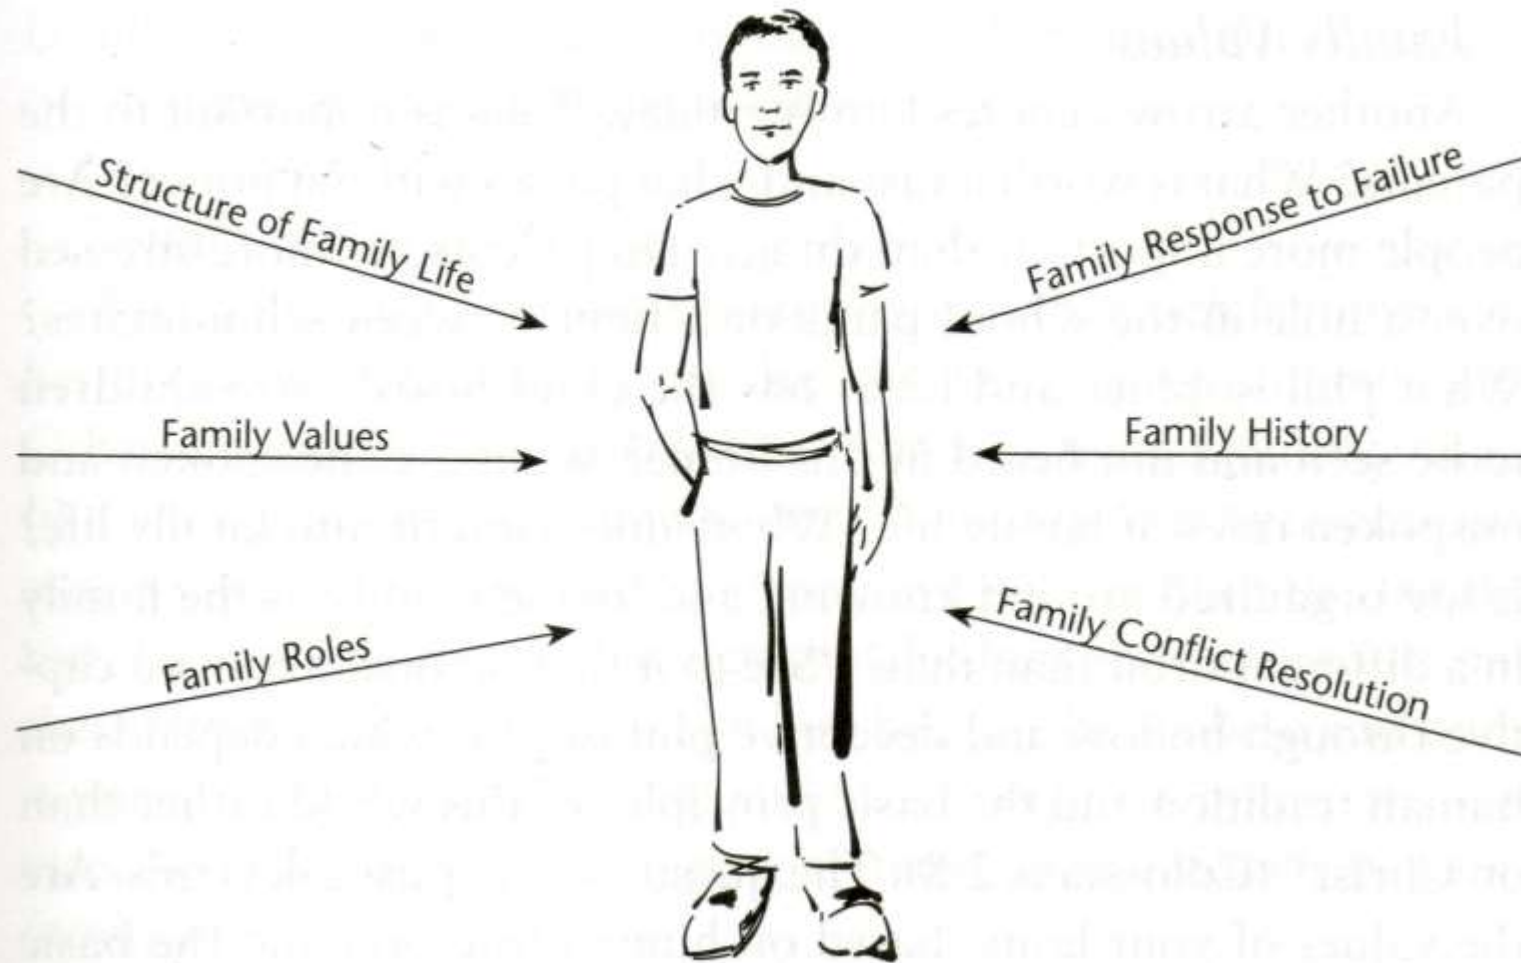 Structure of Family Life
Family Response to Failure
Family Values
Family History
Family Roles
Family Conflict Resolution